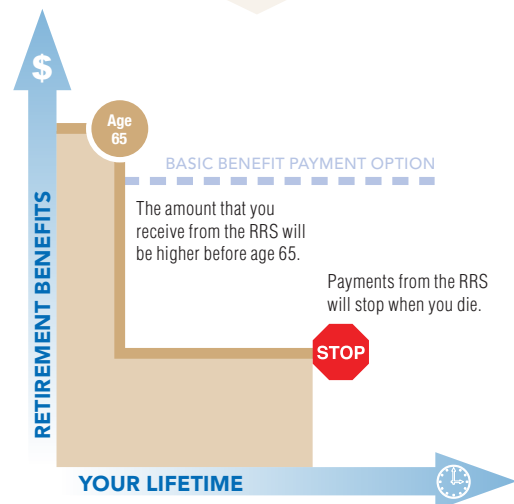 $
Age
65
BASIC BENEFIT PAYMENT OPTION
The amount that you
receive from the RRS will
be higher before age 65.
Payments from the RRS
will stop when you die.
STOP
RETIREMENT BENEFITS
YOUR LIFETIME